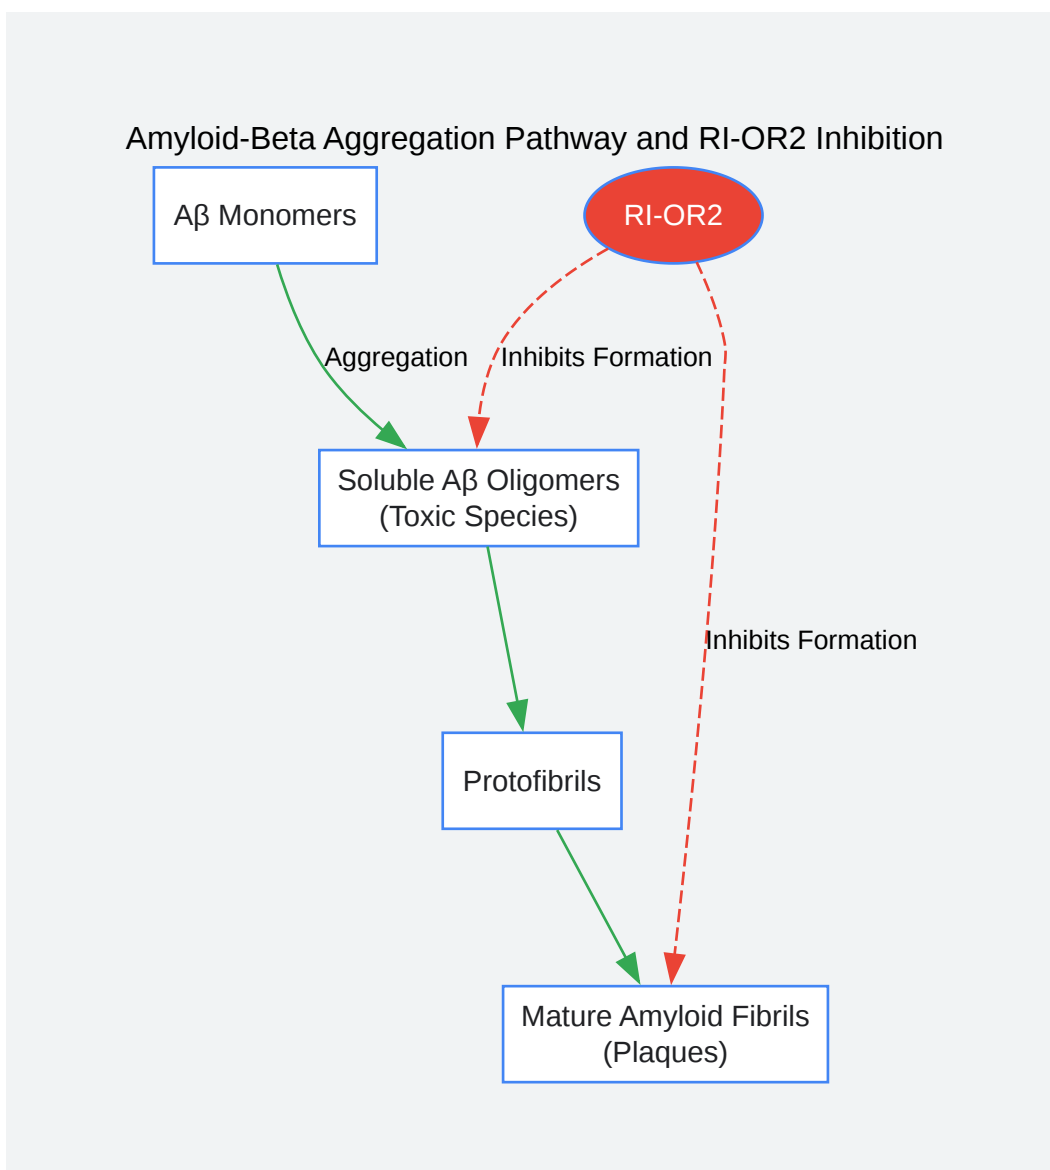 Amyloid-Beta Aggregation Pathway and RI-OR2 Inhibition
Aβ Monomers
RI-OR2
Aggregation
Inhibits Formation
Soluble Aβ Oligomers
(Toxic Species)
Inhibits Formation
Protofibrils
Mature Amyloid Fibrils
(Plaques)